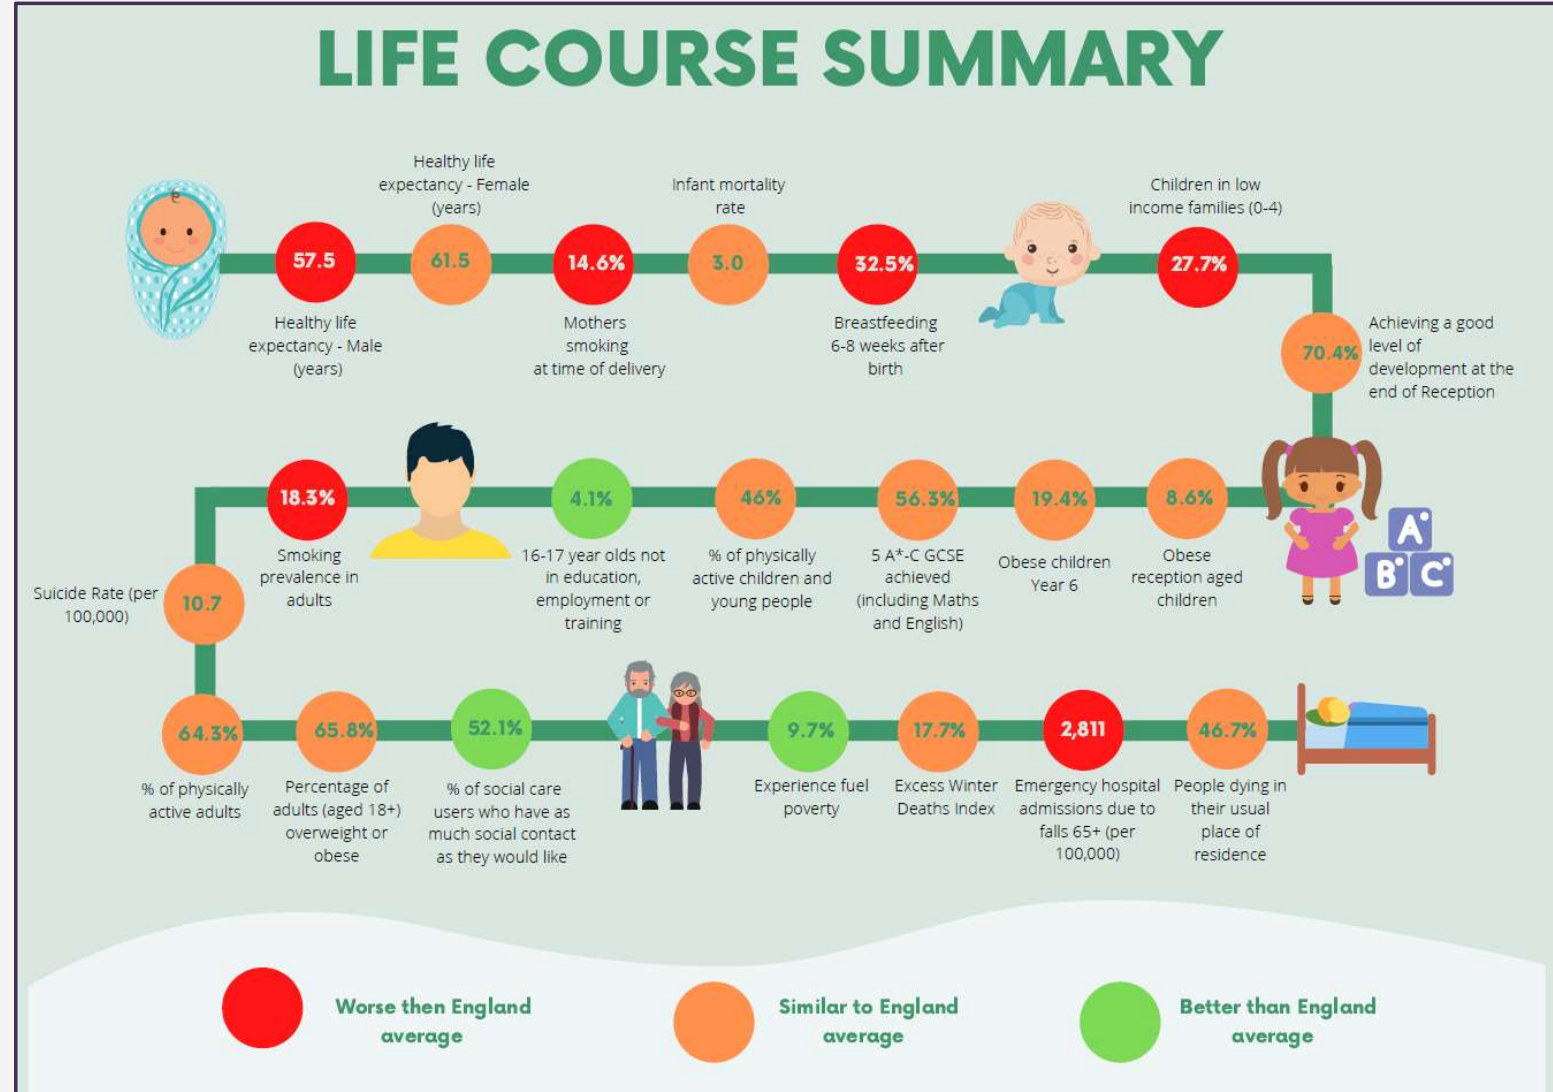 LIFE COURSE SUMMARY
57.5
Healthy life
expectancy - Male
(years)
Healthy life
expectancy - Female
(years)
61.5
14.6%
Mothers
smoking
at time of delivery
Infant mortality
rate
3.0
32.5%
Breastfeeding
6-8 weeks after
birth
Children in low
income families (0-4)
27.7%
70.4%
Achieving a good
level of
development at the
end of Reception
A
B
C
8.6%
Obese
reception aged
children
19.4%
Obese children
Year 6
56.3%
5 A*-C GCSE
achieved
(including Maths
and English)
46%
% of physically
active children and
young people
4.1%
16-17 year olds not
in education,
employment or
training
18.3%
Smoking
prevalence in
adults
Suicide Rate (per
100,000)
10.7
64.3%
% of physically
active adults
65.8%
Percentage of
adults (aged 18+)
overweight or
obese
52.1%
% of social care
users who have as
much social contact
as they would like
9.7%
Experience fuel
poverty
17.7%
Excess Winter
Deaths Index
2,811
Emergency hospital
admissions due to
falls 65+ (per
100,000)
46.7%
People dying in
their usual
place of
residence
Worse then England
average
Similar to England
average
Better than England
average